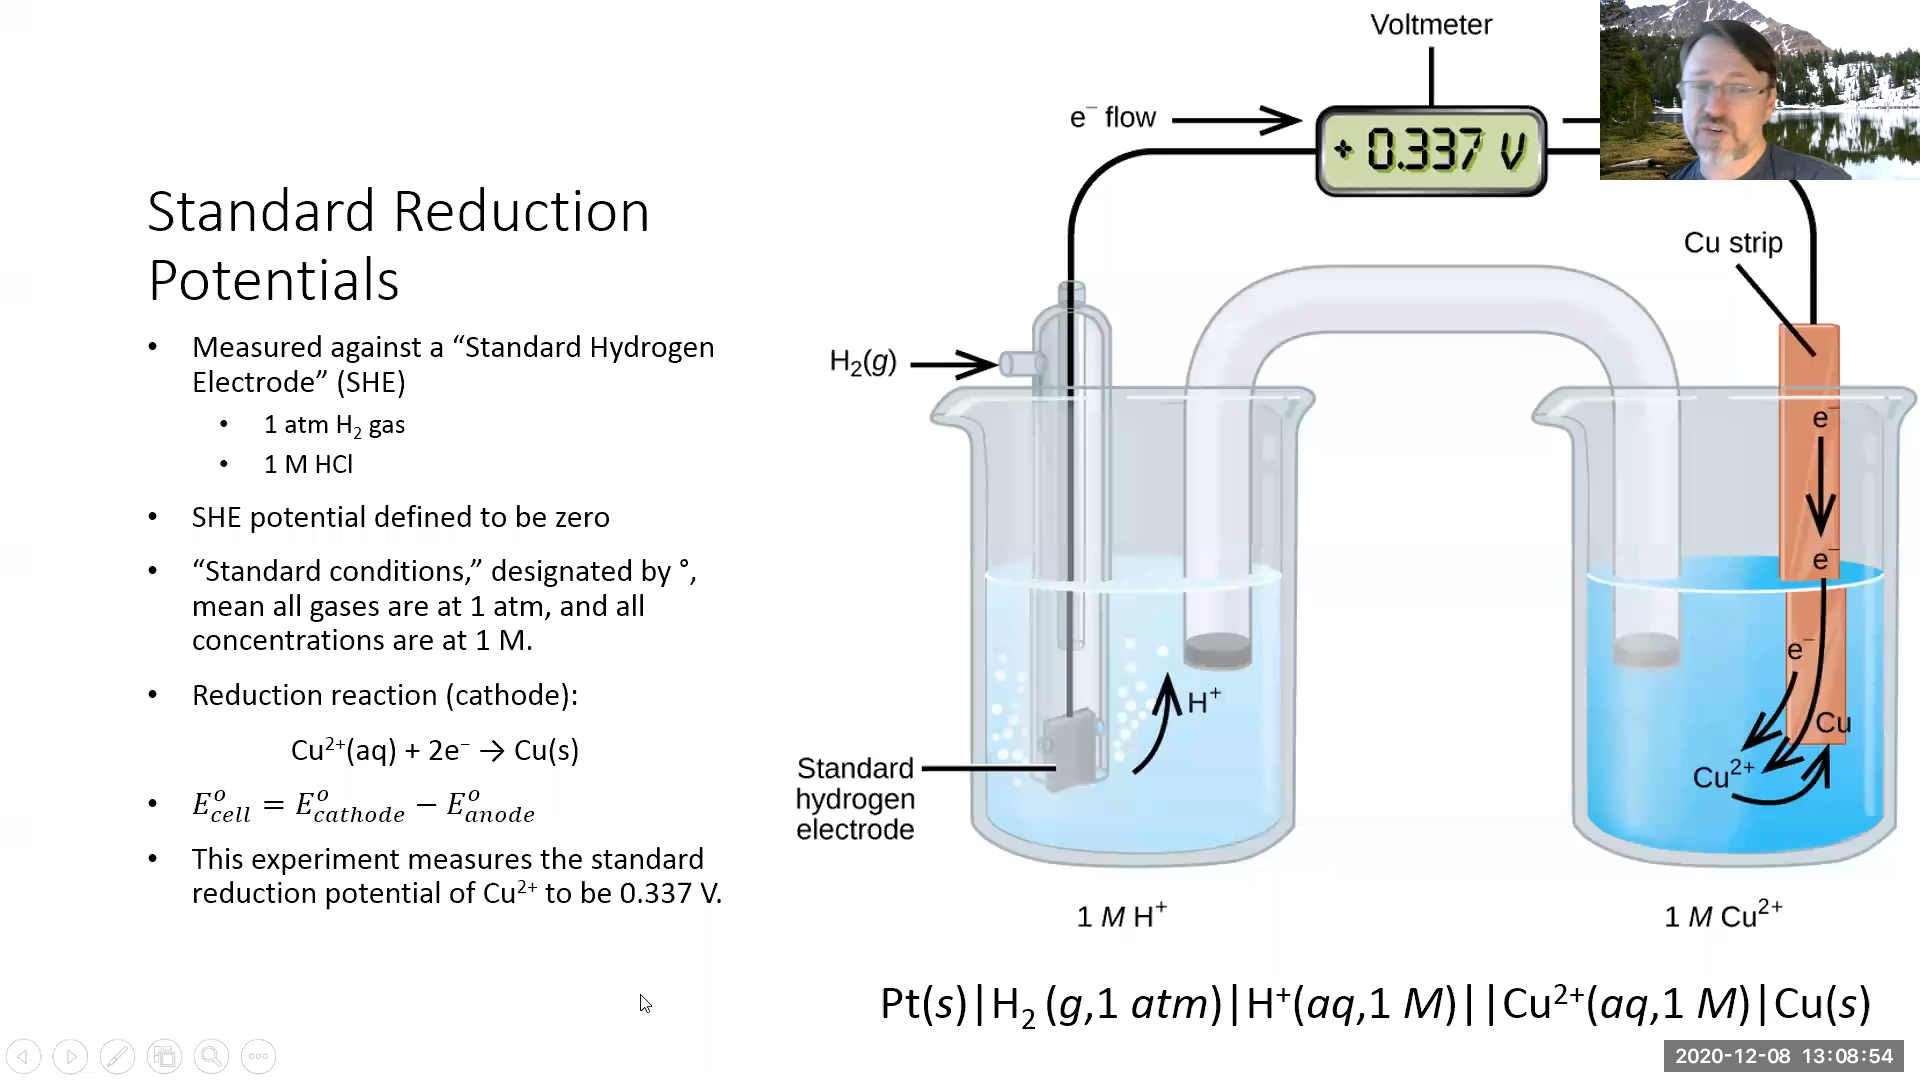 Standard Reduction
Potentials
• Measured against a “Standard Hydrogen
Electrode” (SHE)
• 1 atm H₂ gas
• 1 M HCl
• SHE potential defined to be zero
• “Standard conditions,” designated by °,
mean all gases are at 1 atm, and all
concentrations are at 1 M.
• Reduction reaction (cathode):
Cu²⁺(aq) + 2e⁻ → Cu(s)
• E°cell = E°cathode − E°anode
• This experiment measures the standard
reduction potential of Cu²⁺ to be 0.337 V.
Voltmeter
e⁻ flow
+ 0.337 V
Cu strip
H₂(g)
e⁻
e⁻
e⁻
H⁺
Cu
Cu²⁺
Standard
hydrogen
electrode
1 M H⁺
1 M Cu²⁺
Pt(s)|H₂ (g,1 atm)|H⁺(aq,1 M)||Cu²⁺(aq,1 M)|Cu(s)
2020-12-08 13:08:54